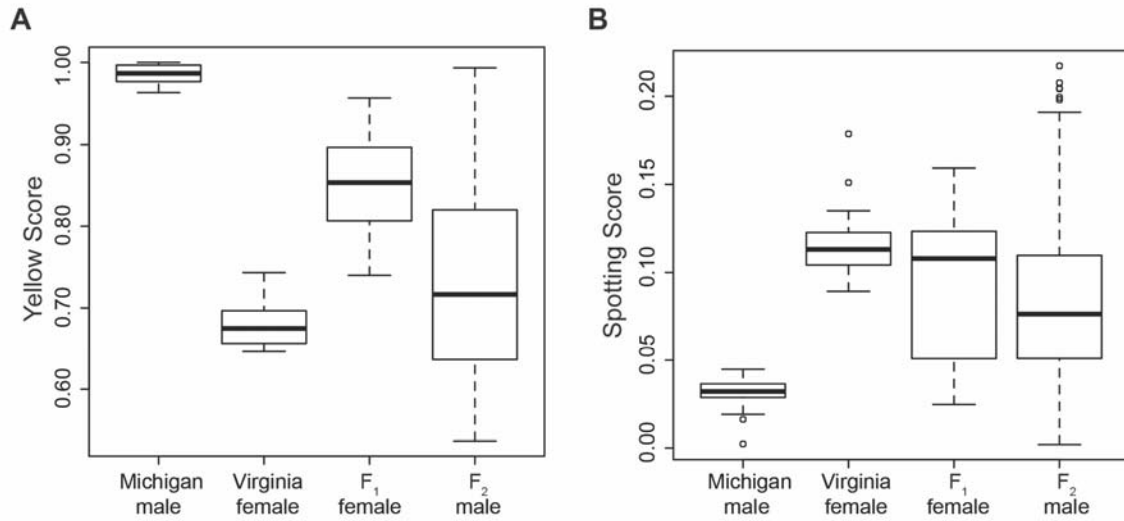 A
Yellow Score
1.00
0.90
0.80
0.70
0.60
Michigan male
Virginia female
F₁ female
F₂ male
B
Spotting Score
0.20
0.15
0.10
0.05
0.00
Michigan male
Virginia female
F₁ female
F₂ male